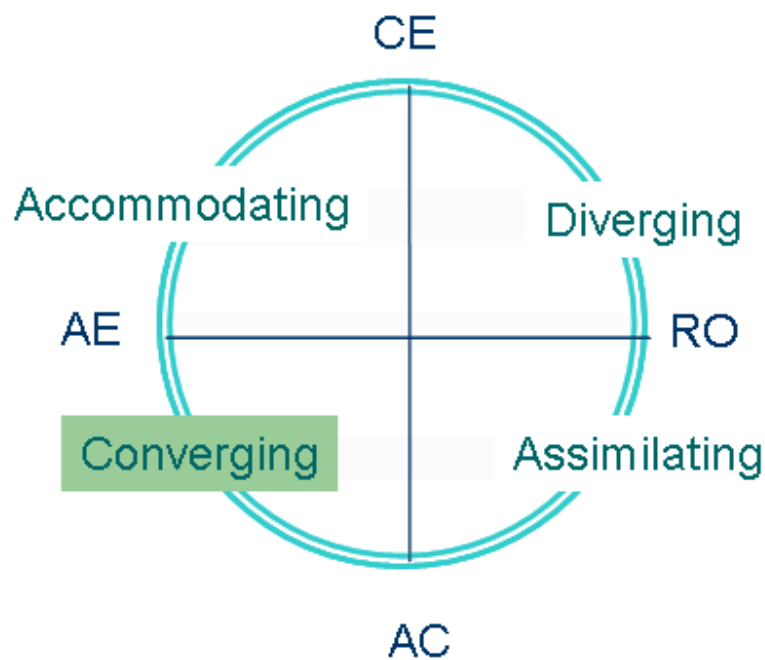 CE
Accommodating
Diverging
AE
RO
Converging
Assimilating
AC